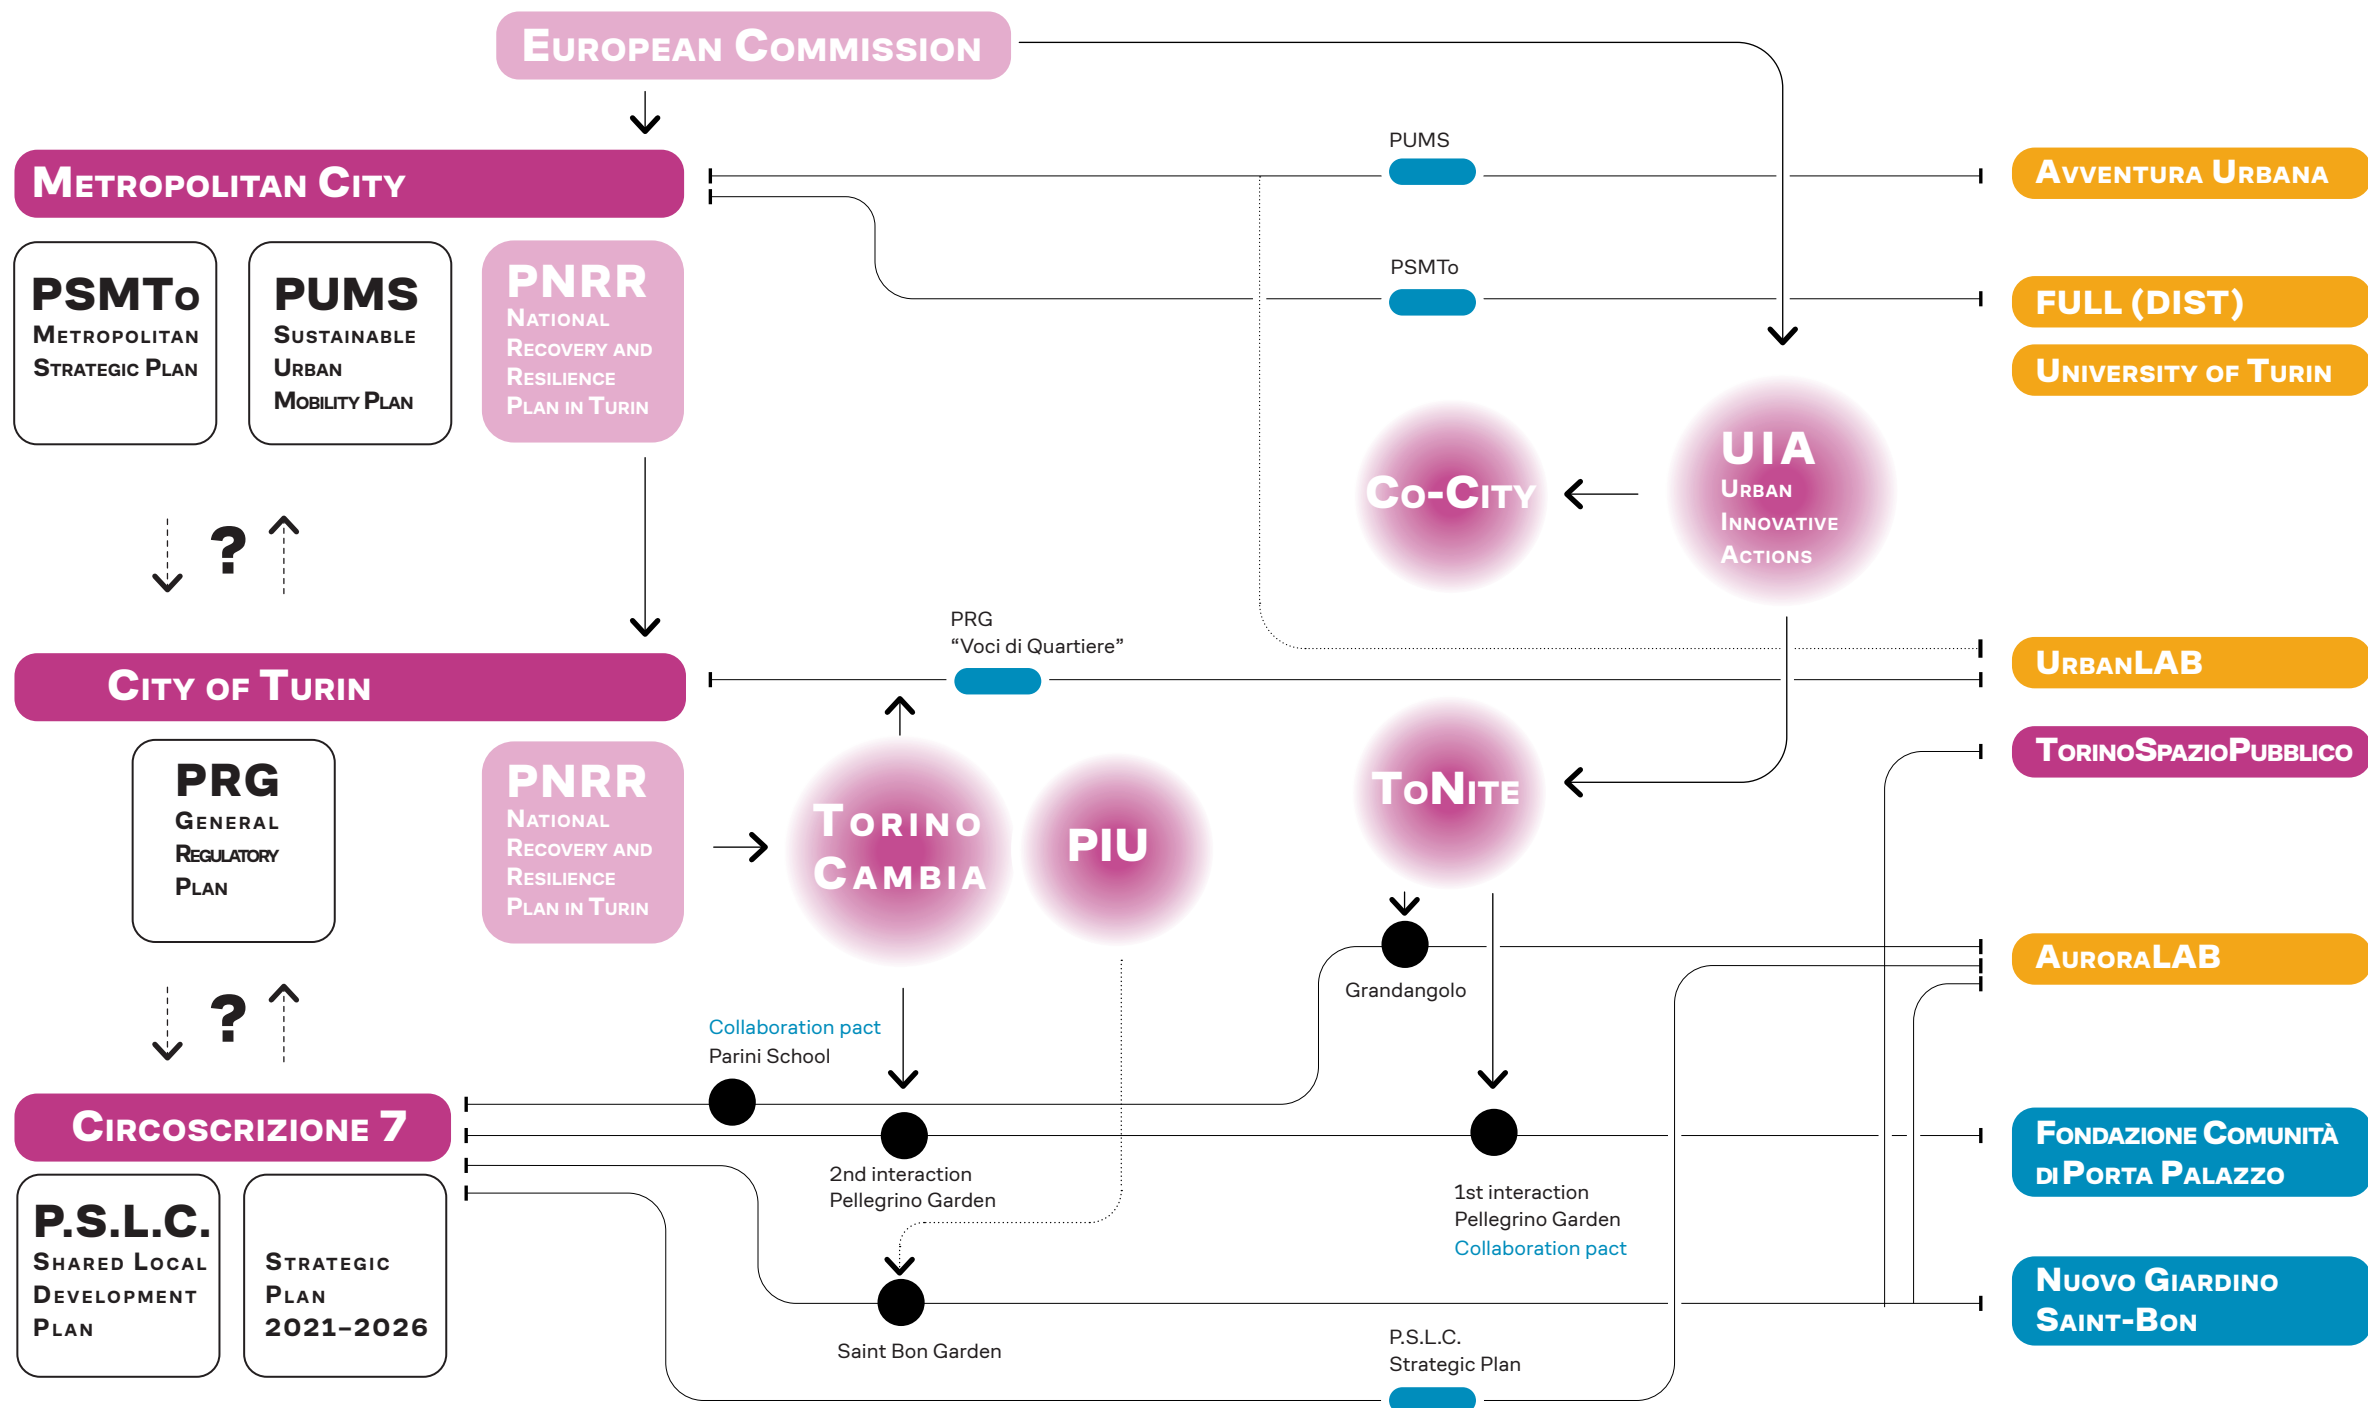 European Commission
Metropolitan City
PSMTo
Metropolitan
Strategic Plan
PUMS
Sustainable
Urban
Mobility Plan
PNRR
National
Recovery and
Resilience
Plan in Turin
PUMS
PSMTo
Avventura Urbana
FULL (DIST)
University of Turin
UIA
Urban
Innovative
Actions
Co-City
?
PRG
“Voci di Quartiere”
City of Turin
UrbanLAB
TorinoSpazioPubblico
PRG
General
Regulatory
Plan
PNRR
National
Recovery and
Resilience
Plan in Turin
Torino
Cambia
PIU
ToNite
Grandangolo
AuroraLAB
?
Collaboration pact
Parini School
Circoscrizione 7
2nd interaction
Pellegrino Garden
1st interaction
Pellegrino Garden
Collaboration pact
Fondazione Comunità
di Porta Palazzo
P.S.L.C.
Shared Local
Development
Plan
Strategic
Plan
2021–2026
Saint Bon Garden
P.S.L.C.
Strategic Plan
Nuovo Giardino
Saint-Bon